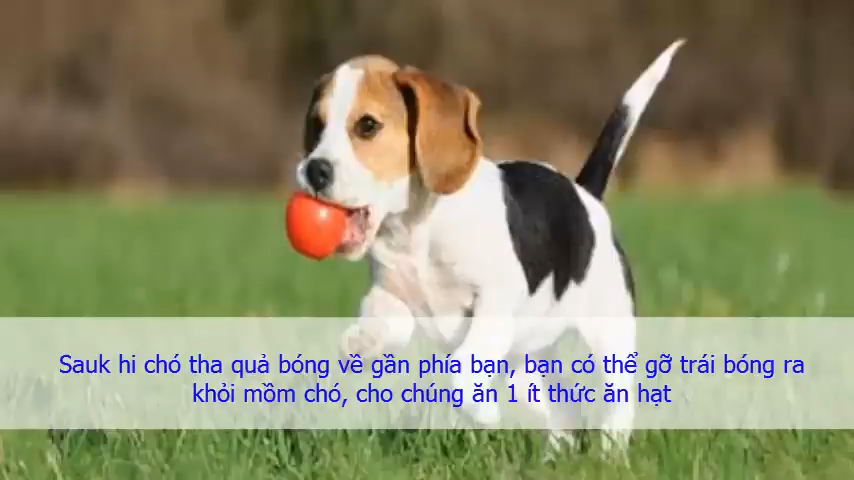 Sauk hi chó tha quả bóng về gần phía bạn, bạn có thể gỡ trái bóng ra
khỏi mồm chó, cho chúng ăn 1 ít thức ăn hạt